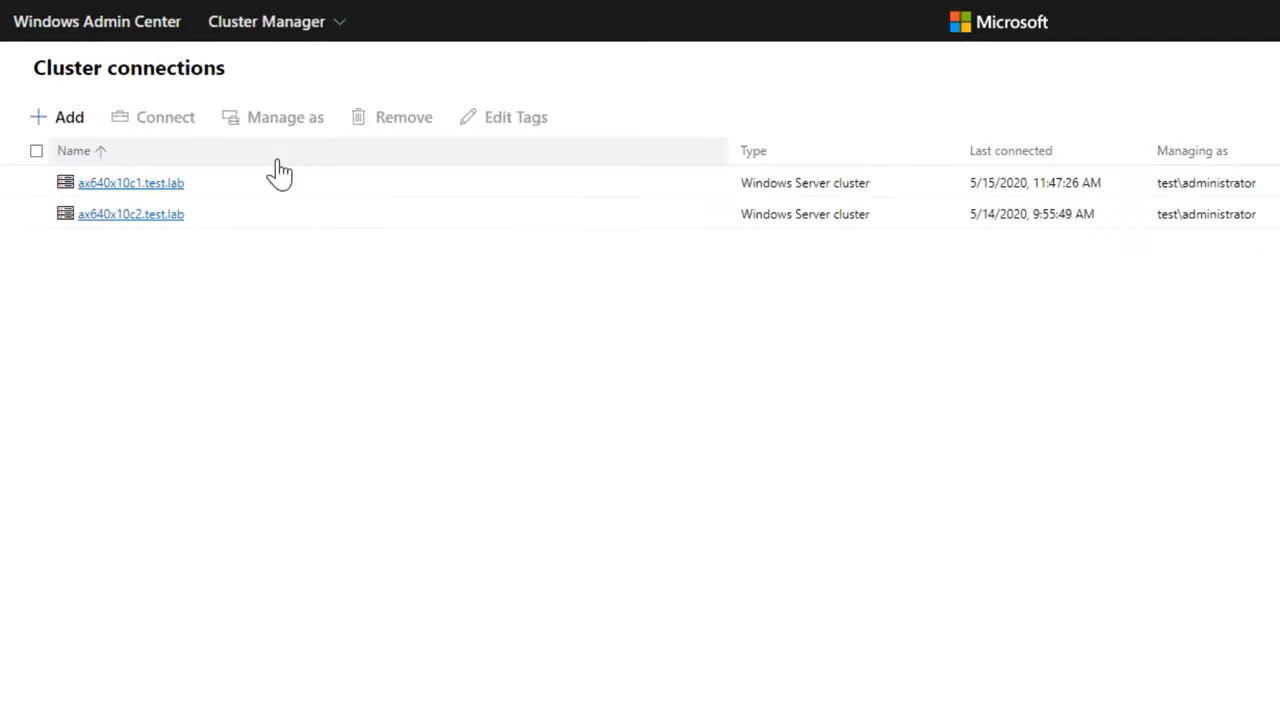 Windows Admin Center Cluster Manager Microsoft
Cluster connections
Add Connect Manage as Remove Edit Tags
Name Type Last connected Managing as
ax640x10c1.test.lab Windows Server cluster 5/15/2020, 11:47:26 AM test\administrator
ax640x10c2.test.lab Windows Server cluster 5/14/2020, 9:55:49 AM test\administrator